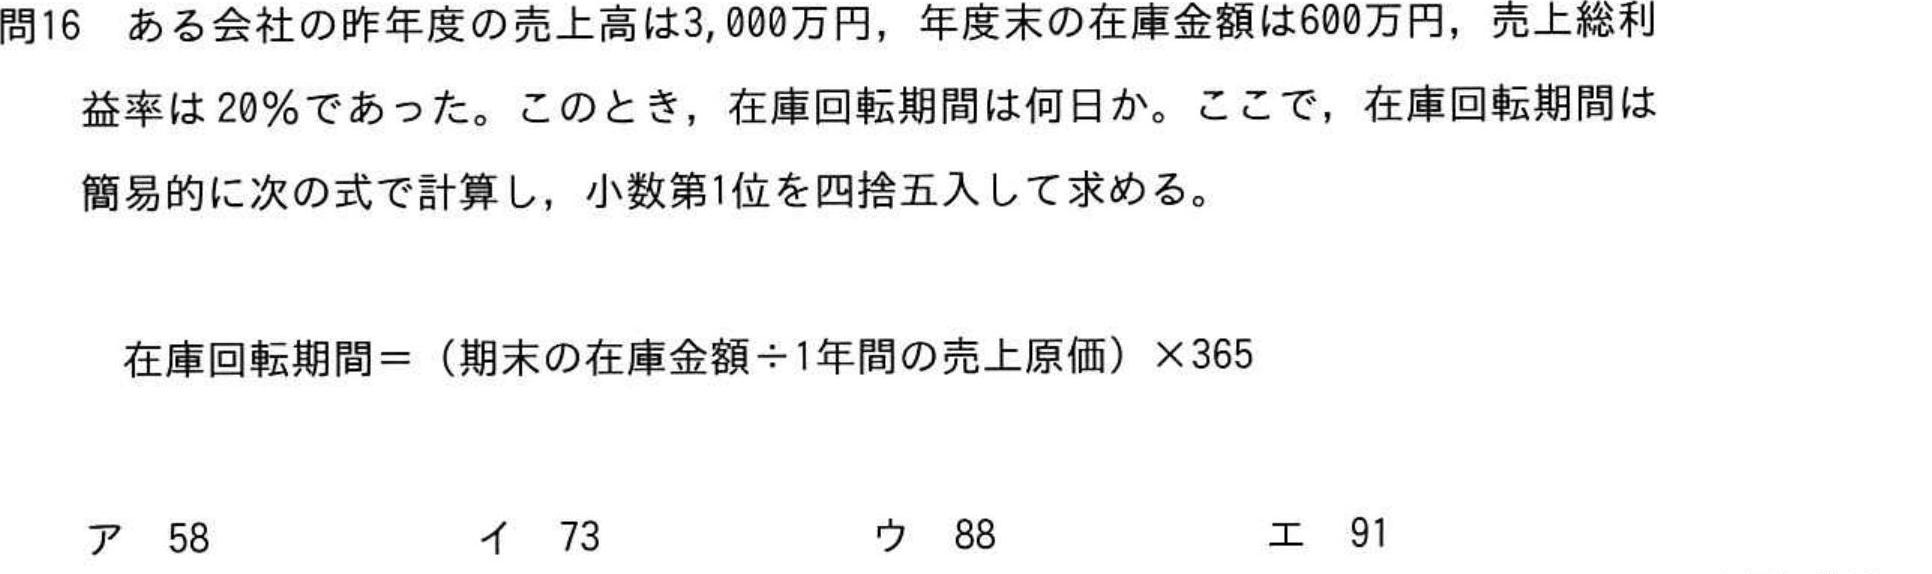 問16 ある会社の昨年度の売上高は3,000万円，年度末の在庫金額は600万円，売上総利
益率は20％であった。このとき，在庫回転期間は何日か。ここで，在庫回転期間は
簡易的に次の式で計算し，小数第1位を四捨五入して求める。
在庫回転期間＝（期末の在庫金額÷1年間の売上原価）×365
ア 58 イ 73 ウ 88 エ 91